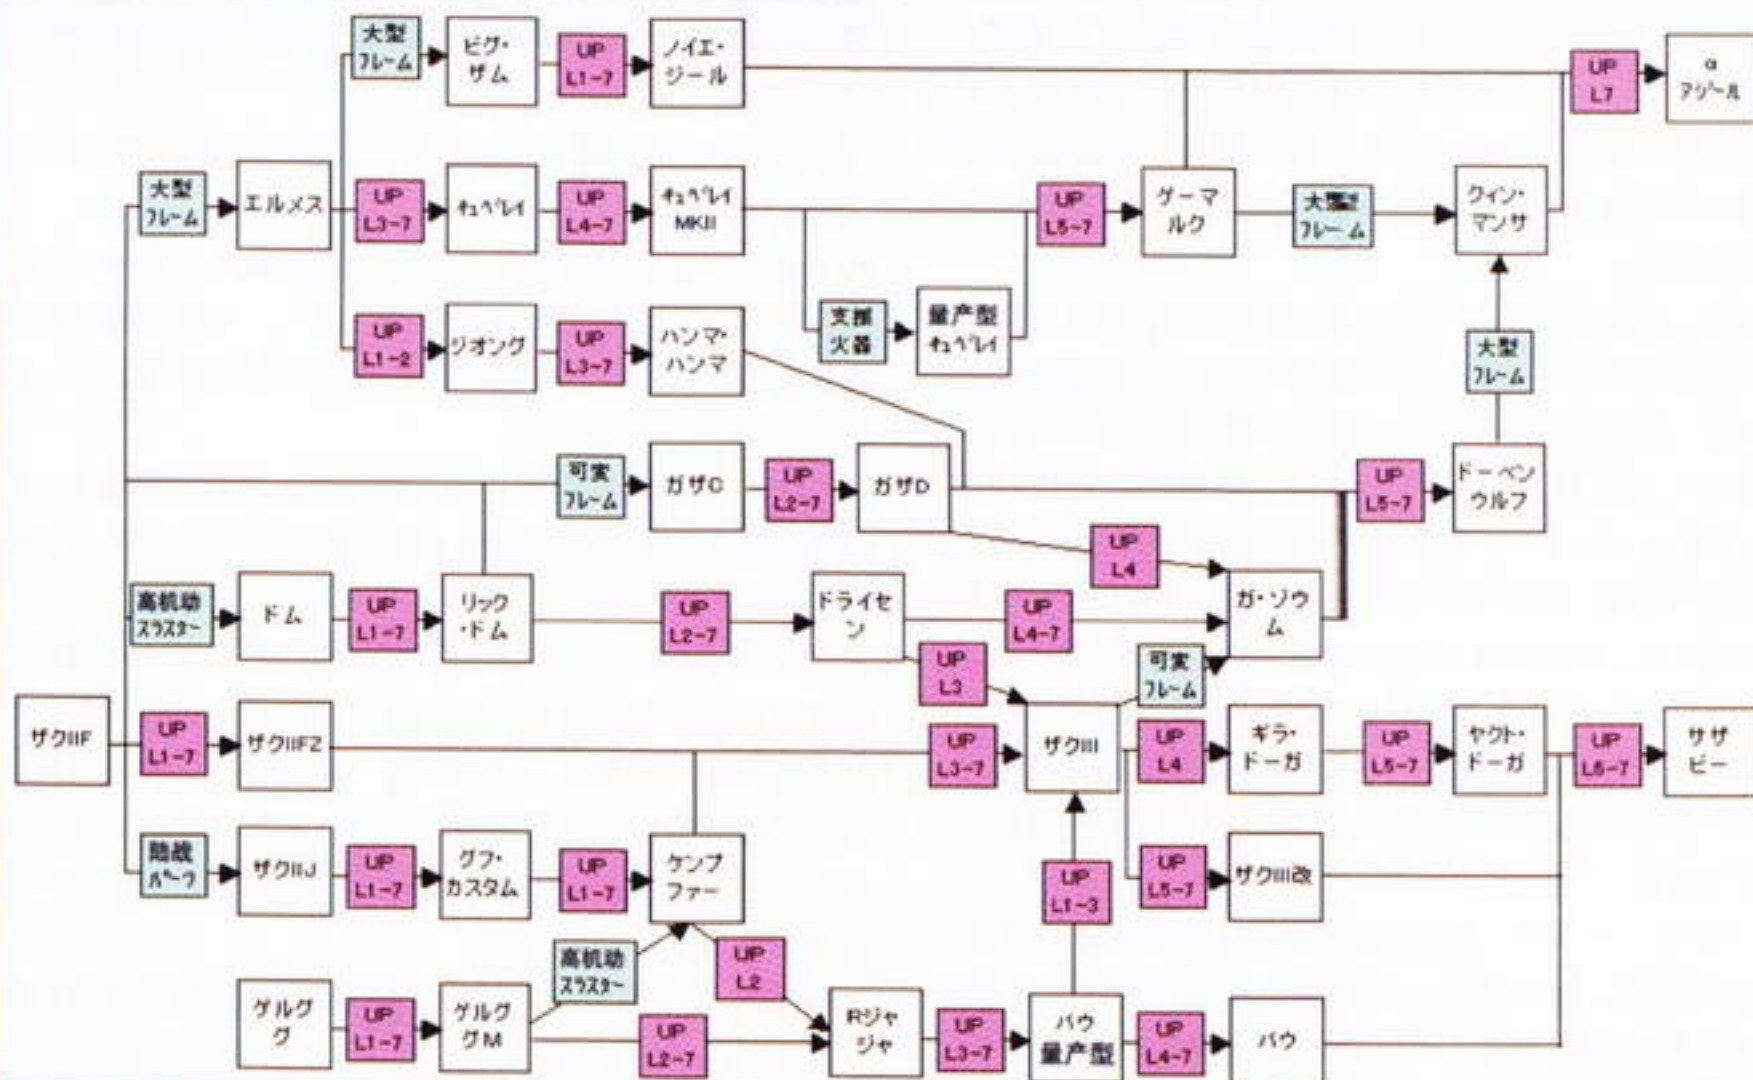 大型
フレーム
ビグ・
ザム
UP
L1-7
ノイエ・
ジール
UP
L7
α
アジール
大型
フレーム
エルメス
UP
L3-7
キュベレイ
UP
L4-7
キュベレイ
MKII
UP
L5-7
ゲーマ
ルク
大型
フレーム
クィン・
マンサ
支援
火器
量产型
キュベレイ
UP
L1-2
ジオング
UP
L3-7
ハンマ・
ハンマ
大型
フレーム
可变
フレーム
ガザC
UP
L2-7
ガザD
UP
L5-7
ドーベン
ウルフ
UP
L4
高机动
スラスター
ドム
UP
L1-7
リック
・ドム
UP
L2-7
ドライセ
ン
UP
L4-7
ガ・ゾウ
ム
UP
L3
可変
フレーム
ザクIIF
UP
L1-7
ザクIIFZ
UP
L3-7
ザクIII
UP
L4
ギラ・
ドーガ
UP
L5-7
ヤクト・
ドーガ
UP
L5-7
サザ
ビー
陸战
パーツ
ザクIIJ
UP
L1-7
グフ・
カスタム
UP
L1-7
ケンプ
ファー
UP
L1-3
UP
L5-7
ザクIII改
高机动
スラスター
UP
L2
ゲルグ
グ
UP
L1-7
ゲルグ
グM
UP
L2-7
Rジャ
ジャ
UP
L3-7
バウ
量産型
UP
L4-7
バウ